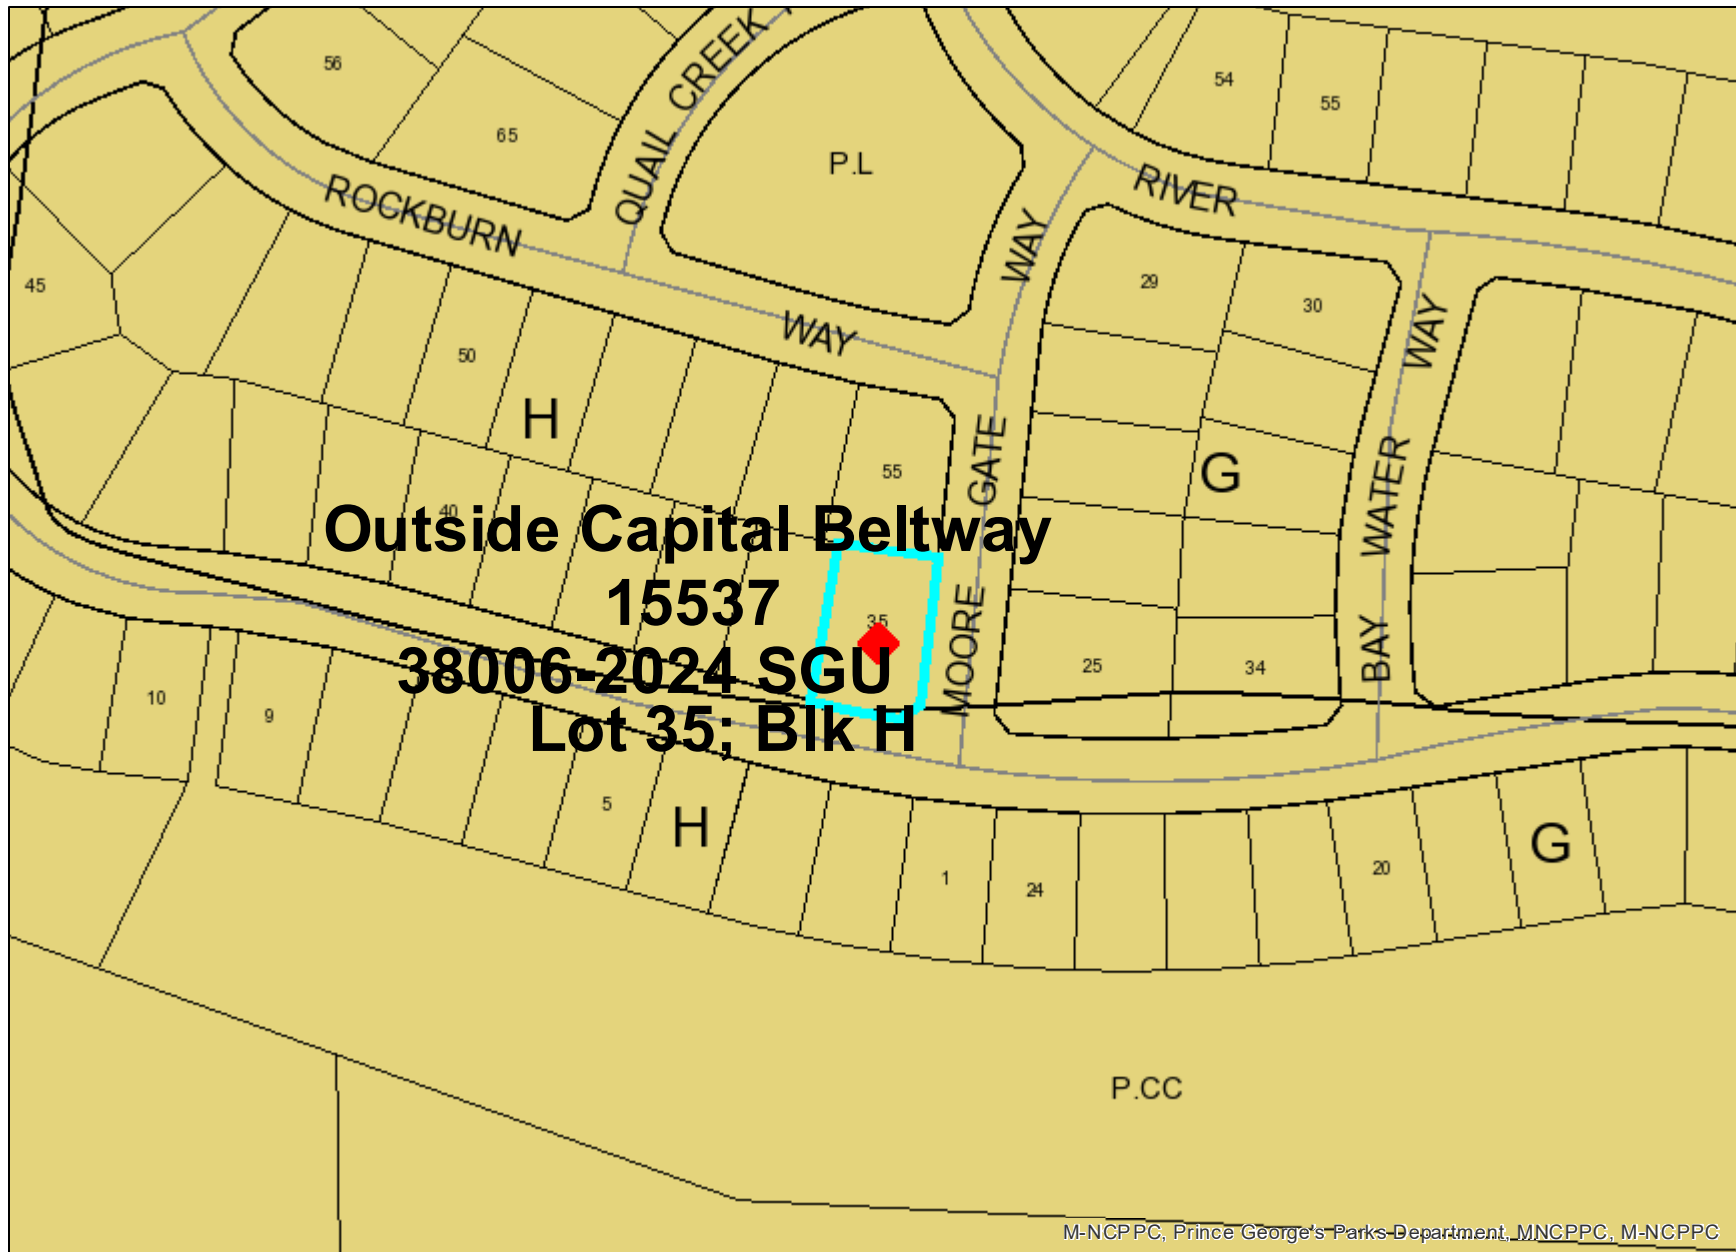 QUAIL CREEK
56
54
55
65
P.L
RIVER
ROCKBURN
WAY
WAY
45
29
30
WAY
50
H
55
GATE
G
WATER
40
Outside Capital Beltway
15537
35
38006-2024 SGU
Lot 35; Blk H
MOORE
BAY
25
34
10
9
5
H
1
24
20
G
P.CC
M-NCPPC, Prince George's Parks Department, MNCPPC, M-NCPPC